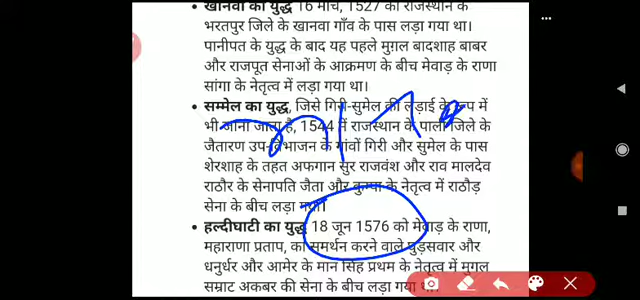 खानवा का युद्ध 16 मार्च, 1527 को राजस्थान के
भरतपुर जिले के खानवा गाँव के पास लड़ा गया था।
पानीपत के युद्ध के बाद यह पहले मुग़ल बादशाह बाबर
और राजपूत सेनाओं के आक्रमण के बीच मेवाड़ के राणा
सांगा के नेतृत्व में लड़ा गया था।
सम्मेल का युद्ध, जिसे गिरी-सुमेल की लड़ाई के रूप में
भी जाना जाता है, 1544 में राजस्थान के पाली जिले के
जैतारण उप-विभाजन के गांवों गिरी और सुमेल के पास
शेरशाह के तहत अफगान सुर राजवंश और राव मालदेव
राठौर के सेनापति जैता और कुम्पा के नेतृत्व में राठौड़
सेना के बीच लड़ा गया।
हल्दीघाटी का युद्ध 18 जून 1576 को मेवाड़ के राणा,
महाराणा प्रताप, का समर्थन करने वाले घुड़सवार और
धनुर्धर और आमेर के मान सिंह प्रथम के नेतृत्व में मुगल
सम्राट अकबर की सेना के बीच लड़ा गया था।